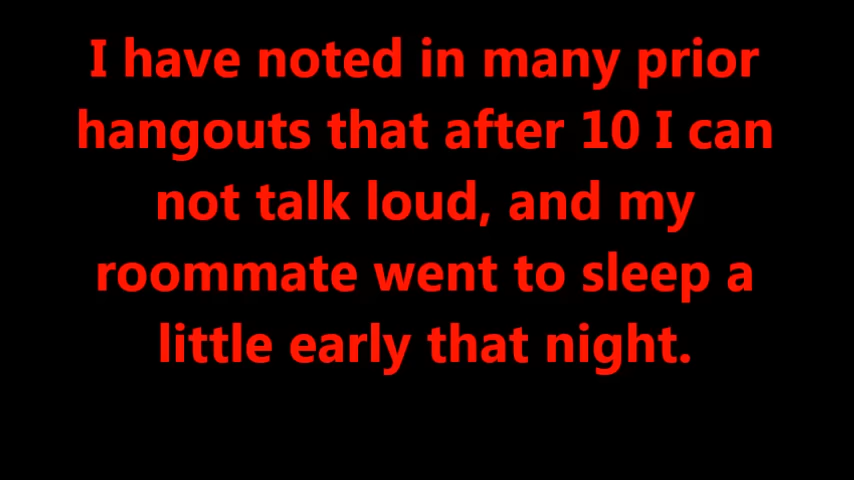 I have noted in many prior
hangouts that after 10 I can
not talk loud, and my
roommate went to sleep a
little early that night.